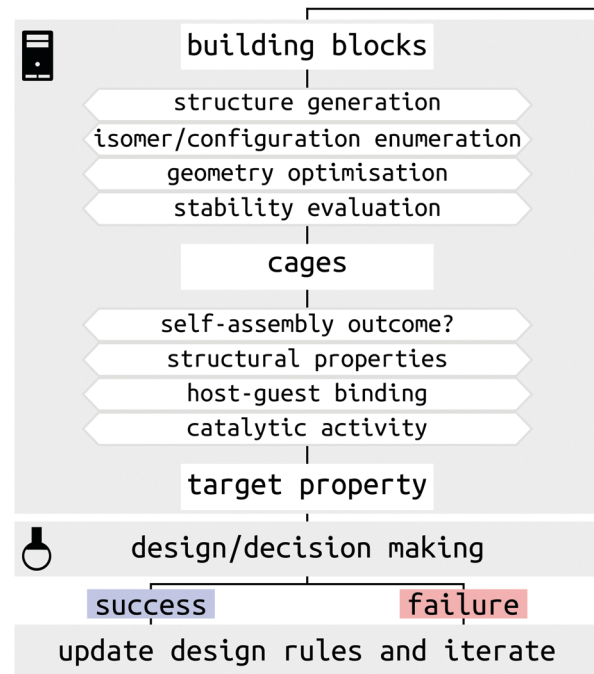 building blocks
structure generation
isomer/configuration enumeration
geometry optimisation
stability evaluation
cages
self-assembly outcome?
structural properties
host-guest binding
catalytic activity
target property
design/decision making
success
failure
update design rules and iterate